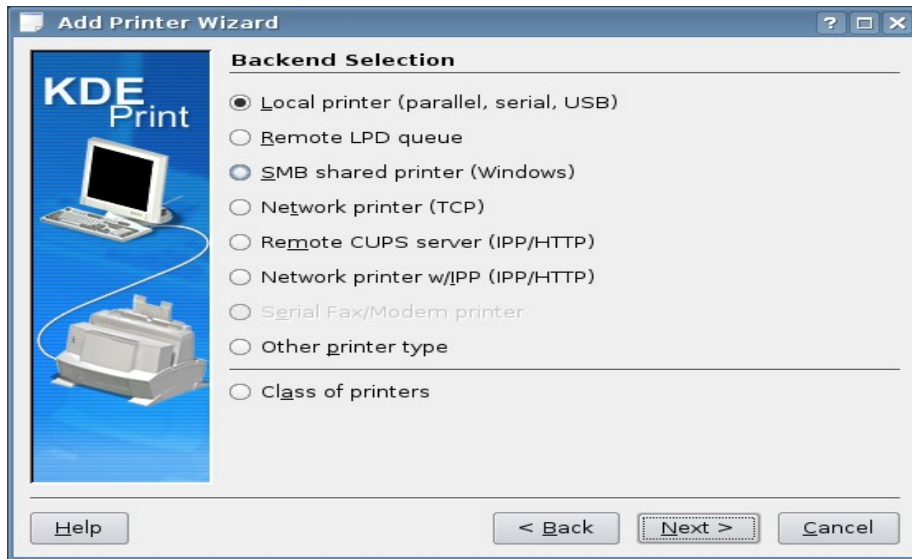 Add Printer Wizard
KDE
Print
Backend Selection
Local printer (parallel, serial, USB)
Remote LPD queue
SMB shared printer (Windows)
Network printer (TCP)
Remote CUPS server (IPP/HTTP)
Network printer w/IPP (IPP/HTTP)
Serial Fax/Modem printer
Other printer type
Class of printers
Help
< Back
Next >
Cancel